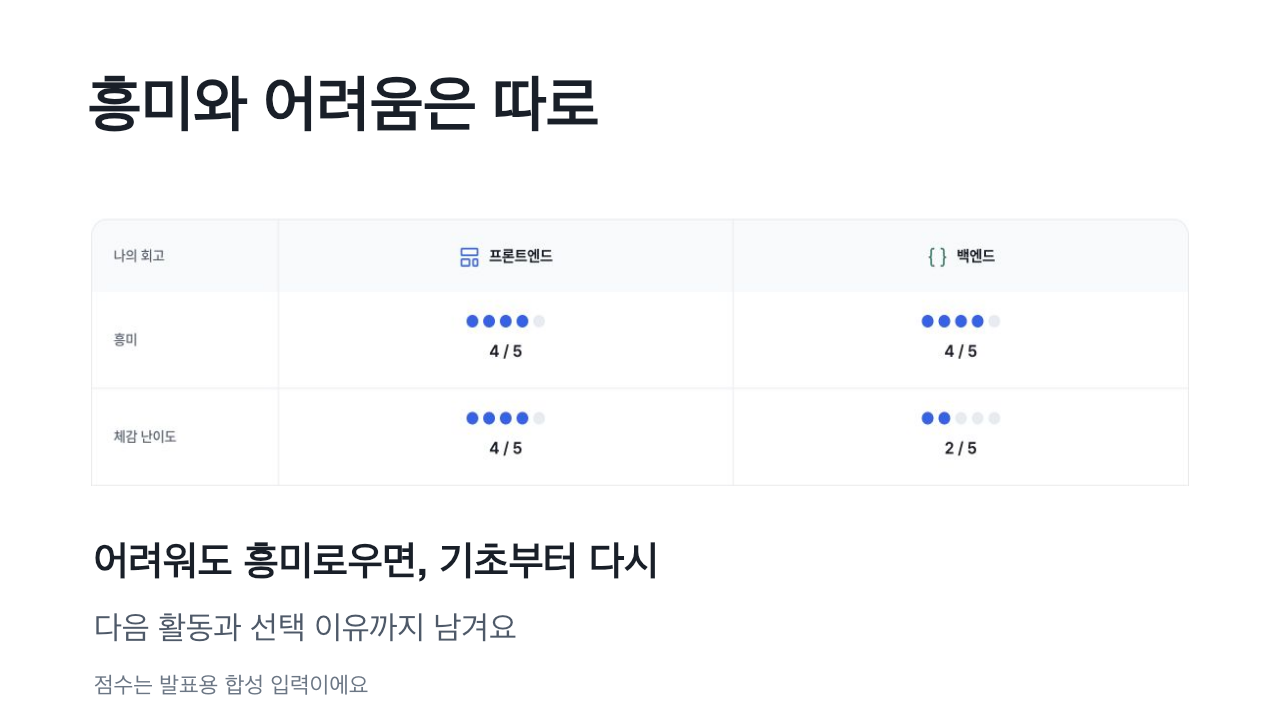 흥미와 어려움은 따로
나의 회고 프론트엔드 { } 백엔드
흥미 4 / 5 4 / 5
체감 난이도 4 / 5 2 / 5
어려워도 흥미로우면, 기초부터 다시
다음 활동과 선택 이유까지 남겨요
점수는 발표용 합성 입력이에요